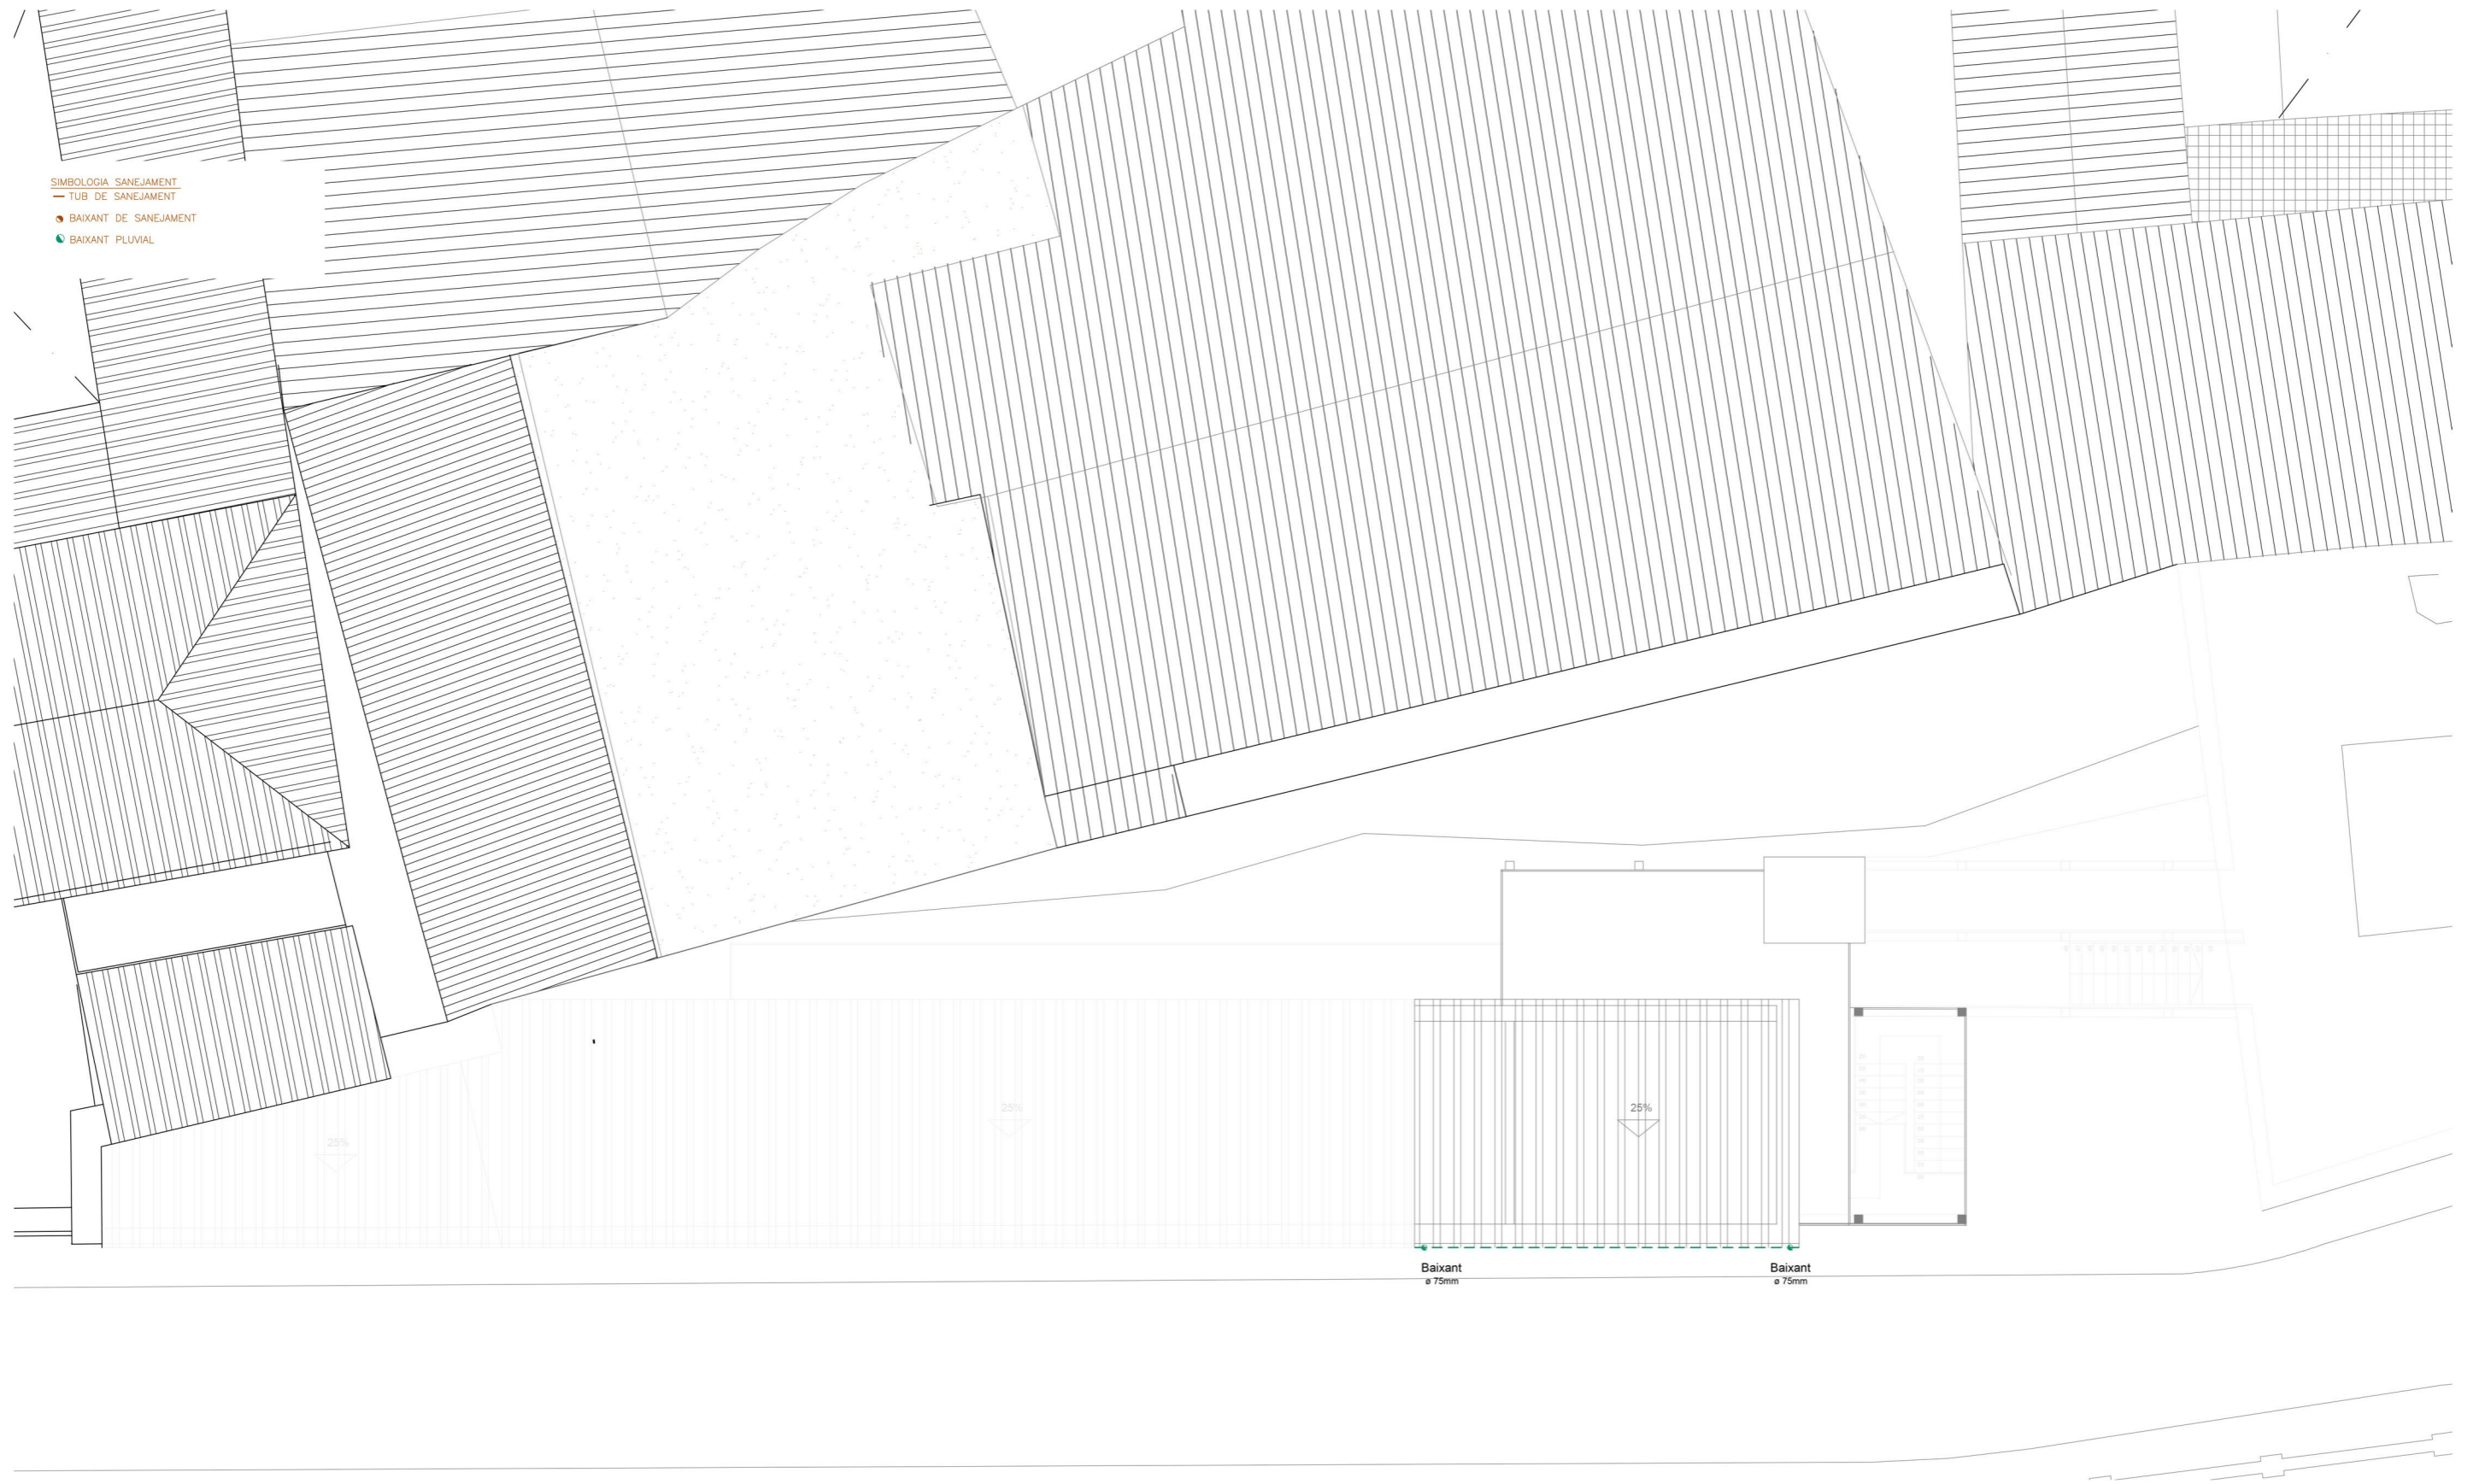 SIMBOLOGIA SANEJAMENT
TUB DE SANEJAMENT
BAIXANT DE SANEJAMENT
BAIXANT PLUVIAL
25%
25%
25%
Baixant
ø 75mm
Baixant
ø 75mm